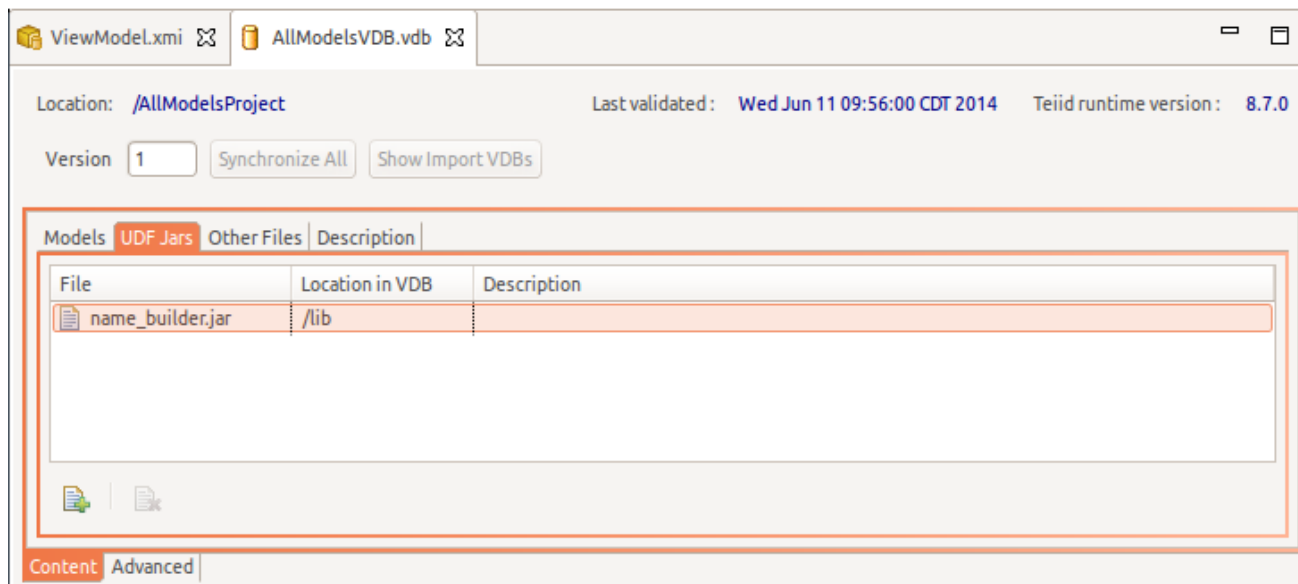 ViewModel.xmi AllModelsVDB.vdb
Location: /AllModelsProject Last validated : Wed Jun 11 09:56:00 CDT 2014 Teiid runtime version : 8.7.0
Version 1 Synchronize All Show Import VDBs
Models UDF Jars Other Files Description
File Location in VDB Description
name_builder.jar /lib
Content Advanced